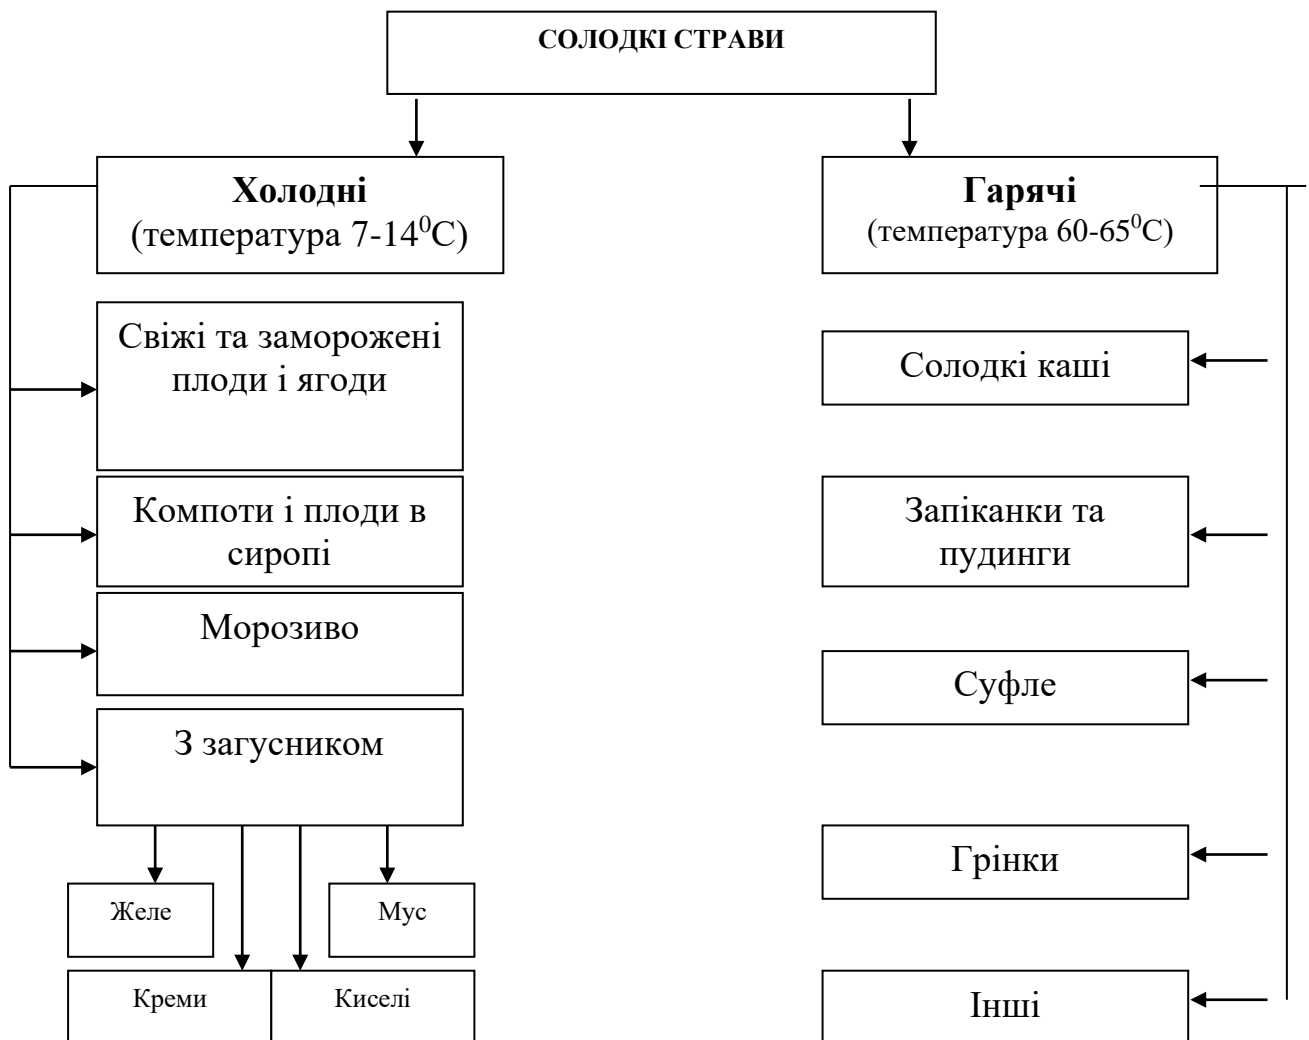 СОЛОДКІ СТРАВИ
Холодні
(температура 7-14⁰С)
Гарячі
(температура 60-65⁰С)
Свіжі та заморожені
плоди і ягоди
Компоти і плоди в
сиропі
Морозиво
З загусником
Желе
Мус
Креми
Киселі
Солодкі каші
Запіканки та
пудинги
Суфле
Грінки
Інші